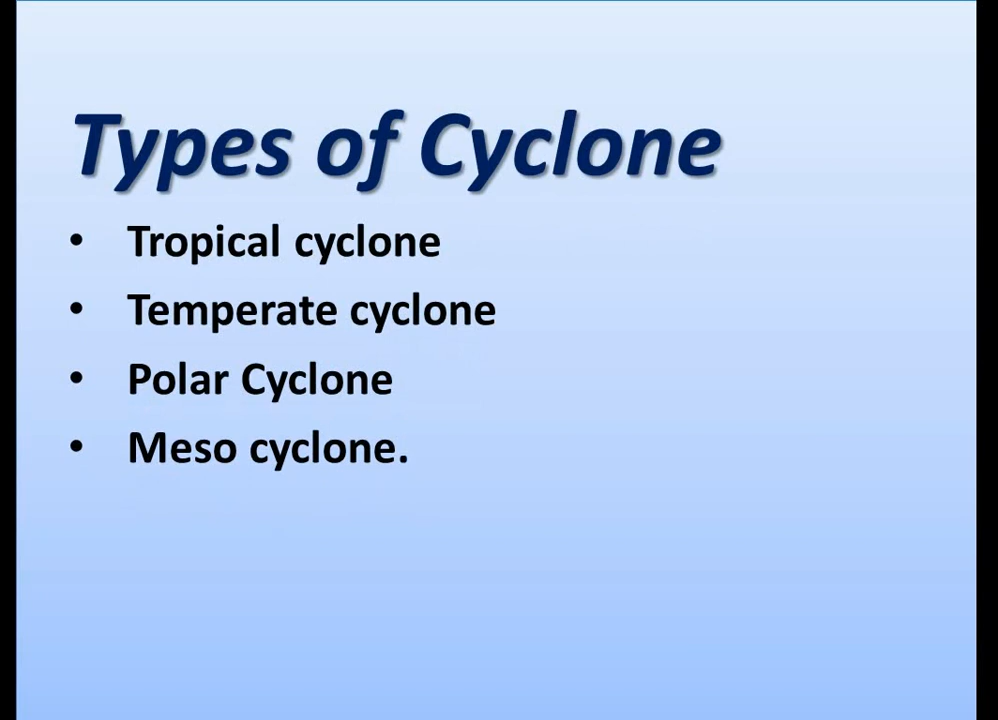 Types of Cyclone
• Tropical cyclone
• Temperate cyclone
• Polar Cyclone
• Meso cyclone.